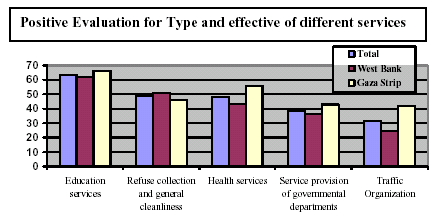 Positive Evaluation for Type and effective of different services
Total
West Bank
Gaza Strip
70
60
50
40
30
20
10
0
Education
services
Refuse collection
and general
cleanliness
Health services
Service provision
of governmental
departments
Traffic
Organization